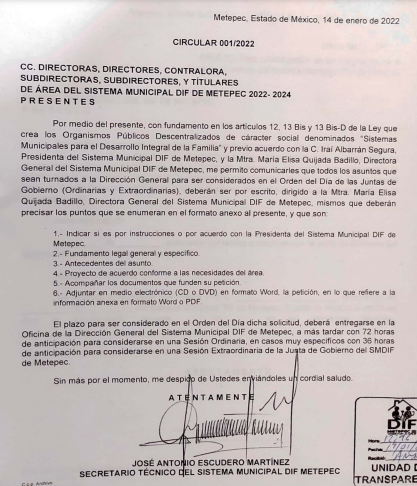 Metepec, Estado de México, 14 de enero de 2022
CIRCULAR 001/2022
CC. DIRECTORAS, DIRECTORES, CONTRALORA,
SUBDIRECTORAS, SUBDIRECTORES, Y TITULARES
DE ÁREA DEL SISTEMA MUNICIPAL DIF DE METEPEC 2022- 2024
P R E S E N T E S
Por medio del presente, con fundamento en los artículos 12, 13 Bis y 13 Bis-D de la Ley que
crea los Organismos Públicos Descentralizados de cáracter social denominados "Sistemas
Municipales para el Desarrollo Integral de la Familia" y previo acuerdo con la C. Iraí Albarrán Segura,
Presidenta del Sistema Municipal DIF de Metepec, y la Mtra. María Elisa Quijada Badillo, Directora
General del Sistema Municipal DIF de Metepec, me permito comunicarles que todos los asuntos que
sean turnados a la Dirección General para ser considerados en el Orden del Día de las Juntas de
Gobierno (Ordinarias y Extraordinarias), deberán ser por escrito, dirigido a la Mtra. María Elisa
Quijada Badillo, Directora General del Sistema Municipal DIF de Metepec, mismos que deberán
precisar los puntos que se enumeran en el formato anexo al presente, y que son:
1.- Indicar si es por instrucciones o por acuerdo con la Presidenta del Sistema Municipal DIF de
Metepec.
2.- Fundamento legal general y específico.
3.- Antecedentes del asunto.
4.- Proyecto de acuerdo conforme a las necesidades del área.
5.- Acompañar los documentos que funden su petición.
6.- Adjuntar en medio electrónico (CD o DVD) en formato Word, la petición, en lo que refiere a la
información anexa en formato Word o PDF.
El plazo para ser considerado en el Orden del Día dicha solicitud, deberá entregarse en la
Oficina de la Dirección General del Sistema Municipal DIF de Metepec, a más tardar con 72 horas
de anticipación para considerarse en una Sesión Ordinaria, en casos muy específicos con 36 horas
de anticipación para considerarse en una Sesión Extraordinaria de la Junta de Gobierno del SMDIF
de Metepec.
Sin más por el momento, me despido de Ustedes enviándoles un cordial saludo.
A T E N T A M E N T E
JOSÉ ANTONIO ESCUDERO MARTÍNEZ
SECRETARIO TÉCNICO DEL SISTEMA MUNICIPAL DIF METEPEC
C.c.p. Archivo
DIF
METEPEC
Hora
Fecha
Recibió
UNIDAD D
TRANSPARE